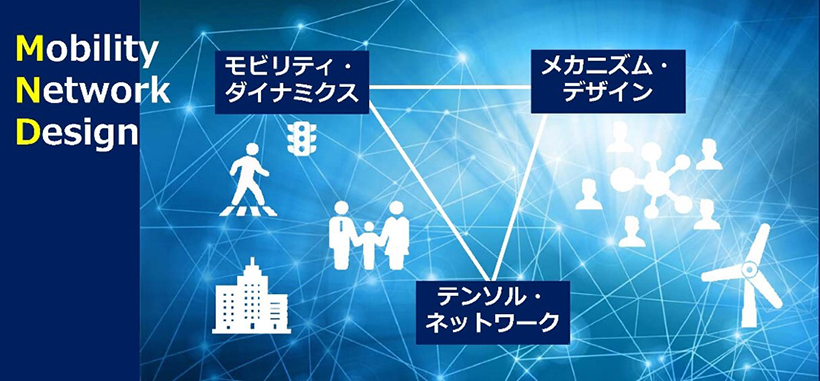 Mobility
Network
Design
モビリティ・
ダイナミクス
メカニズム・
デザイン
テンソル・
ネットワーク